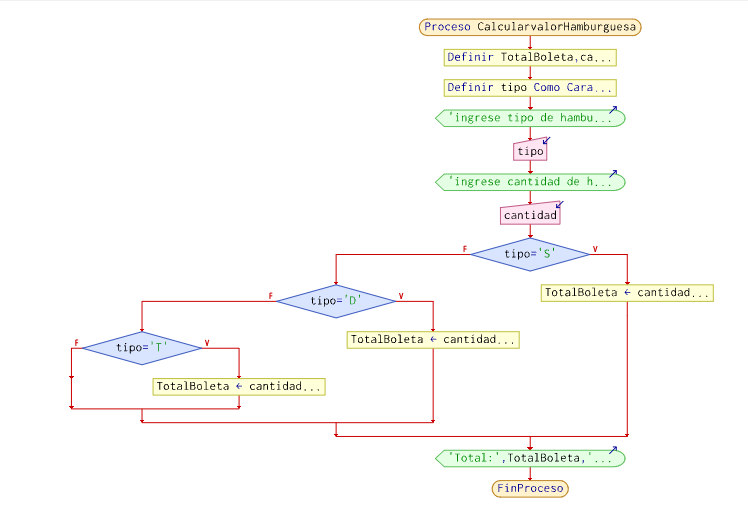 Proceso CalcularvalorHamburguesa
Definir TotalBoleta,ca...
Definir tipo Como Cara...
'ingrese tipo de hambu...
tipo
'ingrese cantidad de h...
cantidad
tipo='S'
F
V
TotalBoleta ← cantidad...
tipo='D'
F
V
TotalBoleta ← cantidad...
tipo='T'
F
V
TotalBoleta ← cantidad...
'Total:',TotalBoleta,'...
FinProceso